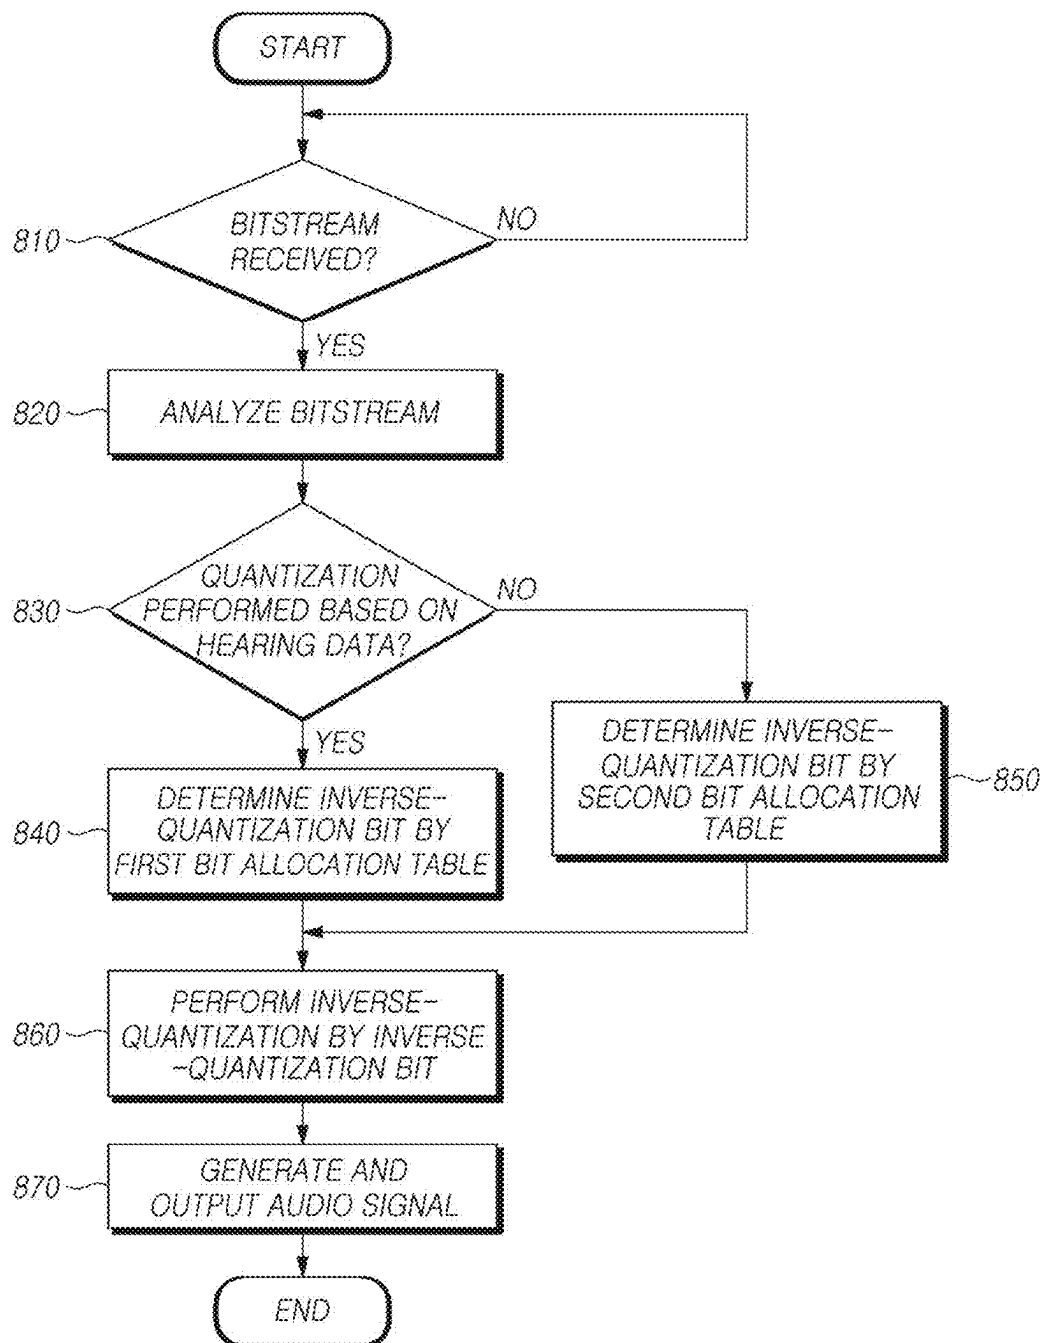 START
BITSTREAM
RECEIVED?
NO
810
YES
820
ANALYZE BITSTREAM
QUANTIZATION
PERFORMED BASED ON
HEARING DATA?
NO
830
YES
DETERMINE INVERSE-
QUANTIZATION BIT BY
FIRST BIT ALLOCATION TABLE
840
DETERMINE INVERSE-
QUANTIZATION BIT BY
SECOND BIT ALLOCATION
TABLE
850
PERFORM INVERSE-
QUANTIZATION BY INVERSE
-QUANTIZATION BIT
860
GENERATE AND
OUTPUT AUDIO SIGNAL
870
END